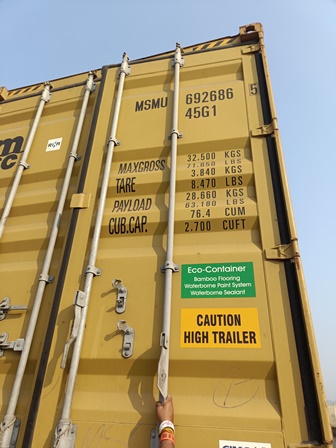 MSMU 692686 5
45G1
MAXGROSS 32.500 KGS
71.650 LBS
TARE 3.840 KGS
8.470 LBS
PAYLOAD 28.660 KGS
63.180 LBS
CUB.CAP. 76.4 CUM
2.700 CUFT
Eco-Container
Bamboo Flooring
Waterborne Paint System
Waterborne Sealant
CAUTION
HIGH TRAILER